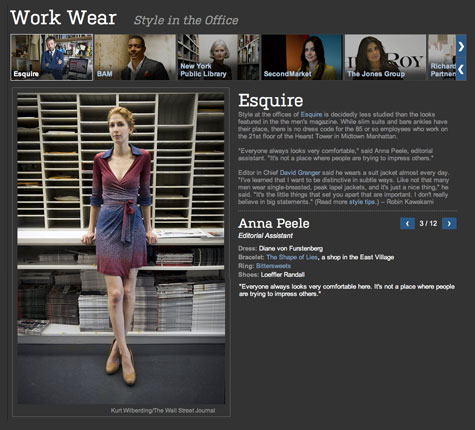 Work Wear
Style in the Office
Esquire
BAM
New York
Public Library
SecondMarket
The Jones Group
Richard
Partner
Esquire
Style at the offices of Esquire is decidedly less studied than the looks
featured in the the men's magazine. While slim suits and bare ankles have
their place, there is no dress code for the 85 or so employees who work on
the 21st floor of the Hearst Tower in Midtown Manhattan.
"Everyone always looks very comfortable," said Anna Peele, editorial
assistant. "It's not a place where people are trying to impress others."
Editor in Chief David Granger said he wears a suit jacket almost every day.
"I've learned that I want to be distinctive in subtle ways. Like not that many
men wear single-breasted, peak lapel jackets, and it's just a nice thing," he
said. "It's the little things that set you apart that are important. I don't really
believe in big statements." (Read more style tips.) – Robin Kawakami
Anna Peele
3 / 12
Editorial Assistant
Dress: Diane von Furstenberg
Bracelet: The Shape of Lies, a shop in the East Village
Ring: Bittersweets
Shoes: Loeffler Randall
"Everyone always looks very comfortable here. It's not a place where people
are trying to impress others."
Kurt Wilberding/The Wall Street Journal